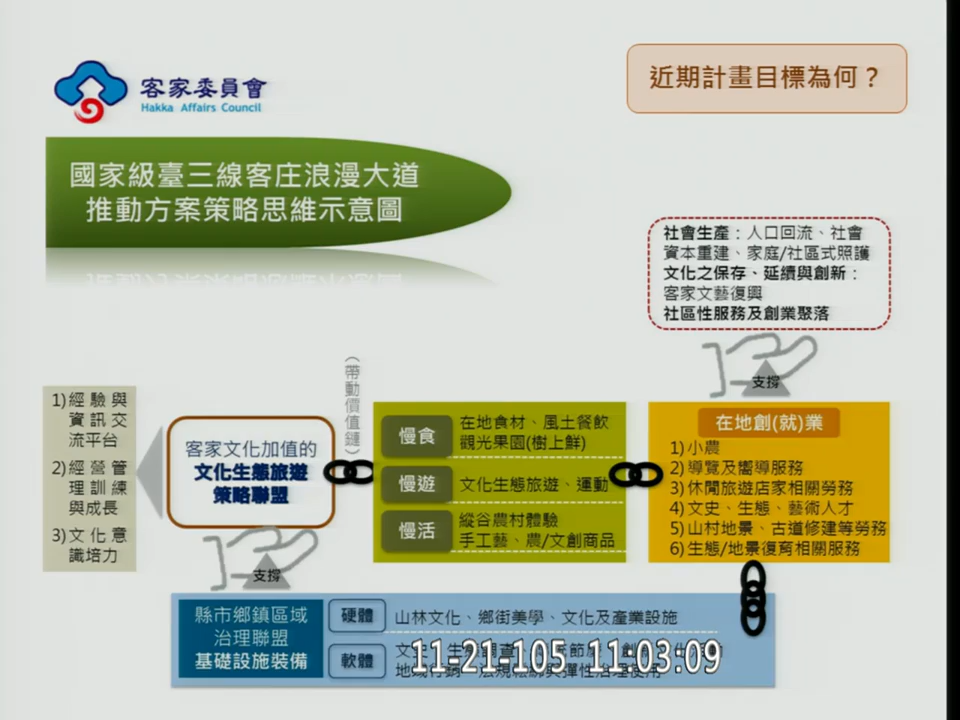 客家委員會
Hakka Affairs Council
近期計畫目標為何？
國家級臺三線客庄浪漫大道
推動方案策略思維示意圖
社會生產：人口回流、社會
資本重建、家庭/社區式照護
文化之保存、延續與創新：
客家文藝復興
社區性服務及創業聚落
支撐
1)經驗與
資訊交
流平台
2)經營管
理訓練
與成長
3)文化意
識培力
客家文化加值的
文化生態旅遊
策略聯盟
（帶動價值鏈）
慢食
在地食材、風土餐飲
觀光果園(樹上鮮)
慢遊
文化生態旅遊、運動
慢活
縱谷農村體驗
手工藝、農/文創商品
在地創(就)業
1)小農
2)導覽及嚮導服務
3)休閒旅遊店家相關勞務
4)文史、生態、藝術人才
5)山村地景、古道修建等勞務
6)生態/地景復育相關服務
支撐
縣市鄉鎮區域
治理聯盟
基礎設施裝備
硬體
山林文化、鄉街美學、文化及產業設施
軟體
11-21-105 11:03:09